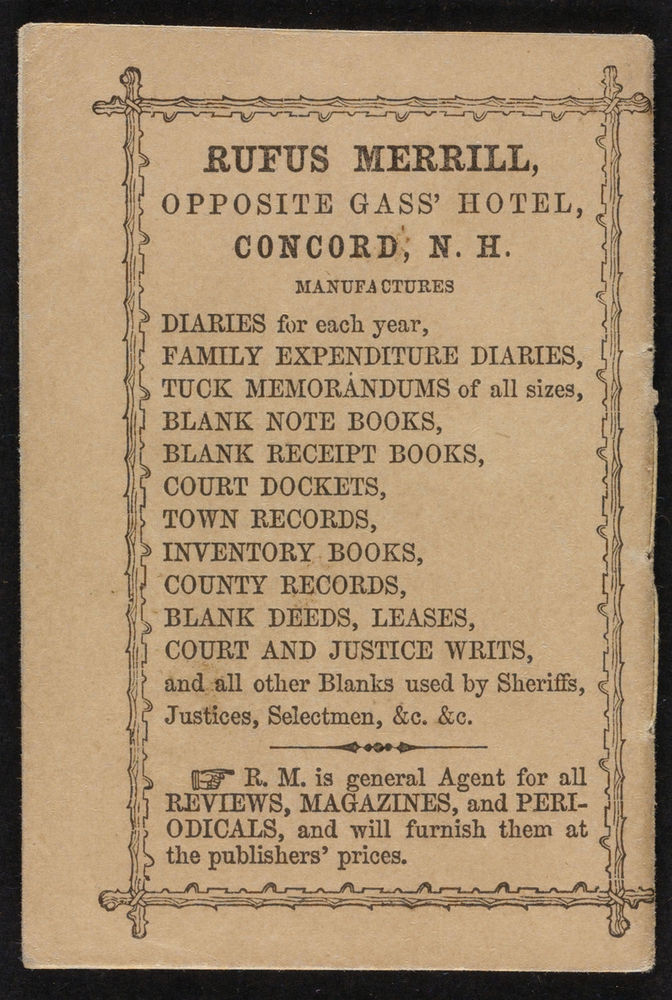 RUFUS MERRILL,
OPPOSITE GASS' HOTEL,
CONCORD, N. H.
MANUFACTURES
DIARIES for each year,
FAMILY EXPENDITURE DIARIES,
TUCK MEMORANDUMS of all sizes,
BLANK NOTE BOOKS,
BLANK RECEIPT BOOKS,
COURT DOCKETS,
TOWN RECORDS,
INVENTORY BOOKS,
COUNTY RECORDS,
BLANK DEEDS, LEASES,
COURT AND JUSTICE WRITS,
and all other Blanks used by Sheriffs,
Justices, Selectmen, &c. &c.
☞ R. M. is general Agent for all
REVIEWS, MAGAZINES, and PERI-
ODICALS, and will furnish them at
the publishers' prices.